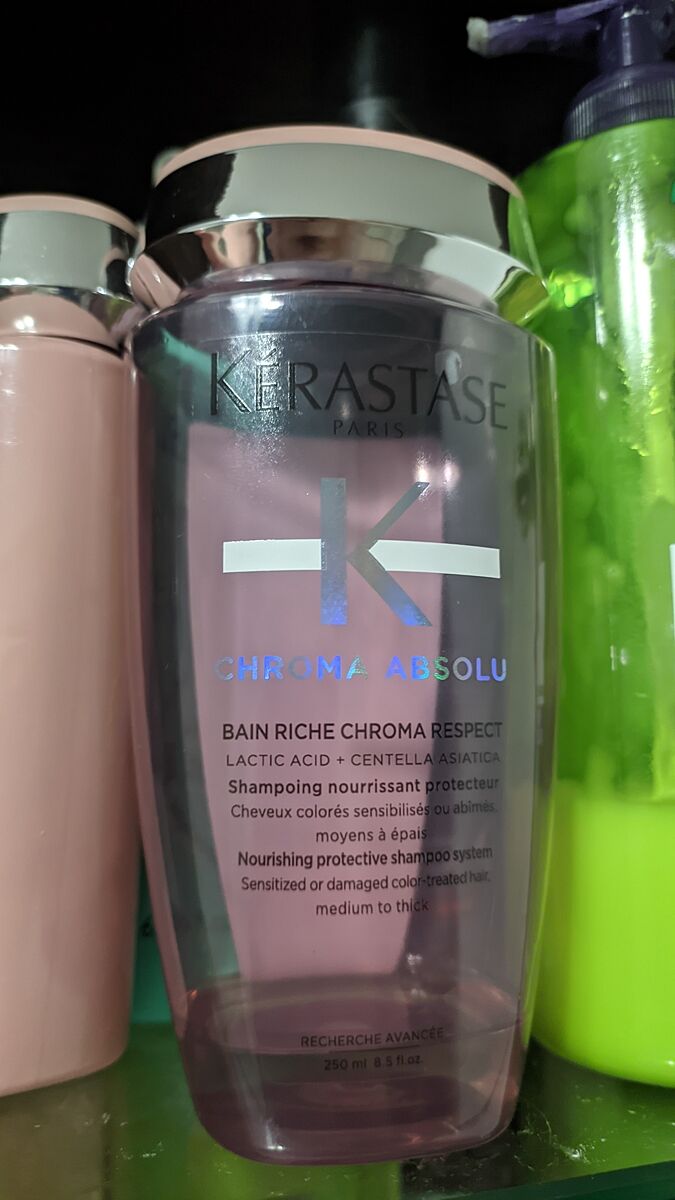 KÉRASTASE
PARIS
K
CHROMA ABSOLU
BAIN RICHE CHROMA RESPECT
LACTIC ACID + CENTELLA ASIATICA
Shampoing nourrissant protecteur
Cheveux colorés sensibilisés ou abîmés,
moyens à épais
Nourishing protective shampoo system
Sensitized or damaged color-treated hair,
medium to thick
RECHERCHE AVANCÉE
250 ml 8.5 fl.oz.